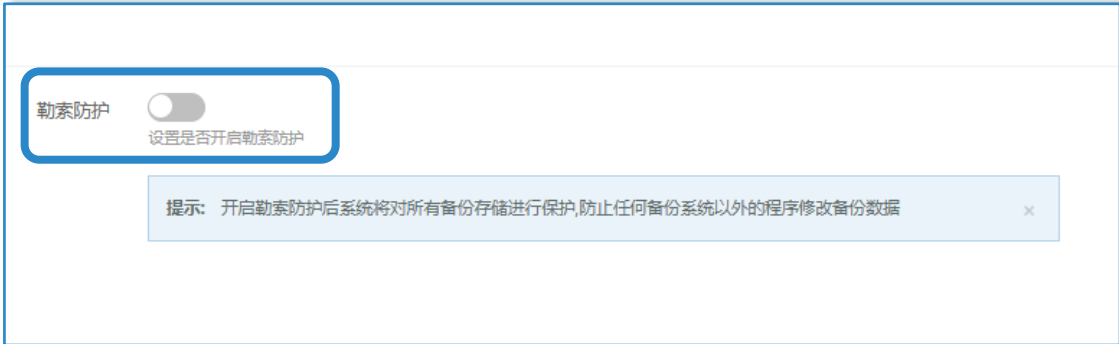 勒索防护
设置是否开启勒索防护
提示: 开启勒索防护后系统将对所有备份存储进行保护,防止任何备份系统以外的程序修改备份数据